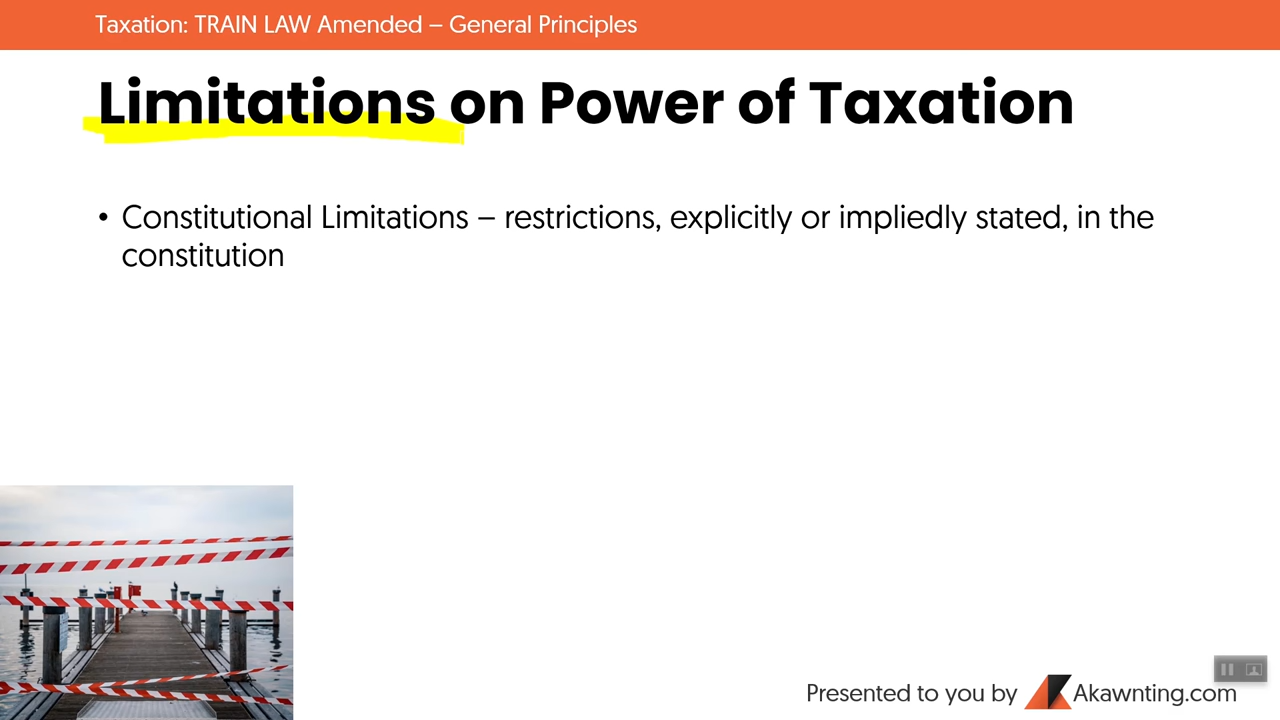 Taxation: TRAIN LAW Amended – General Principles
Limitations on Power of Taxation
• Constitutional Limitations – restrictions, explicitly or impliedly stated, in the
constitution
Presented to you by Akawnting.com